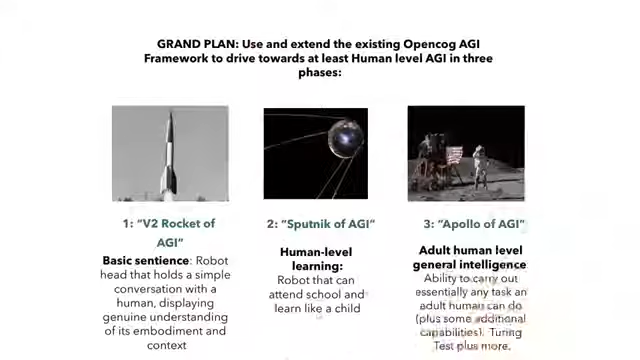 GRAND PLAN: Use and extend the existing Opencog AGI
Framework to drive towards at least Human level AGI in three
phases:
1: “V2 Rocket of
AGI”
Basic sentience: Robot
head that holds a simple
conversation with a
human, displaying
genuine understanding
of its embodiment and
context
2: “Sputnik of AGI”
Human-level
learning:
Robot that can
attend school and
learn like a child
3: “Apollo of AGI”
Adult human level
general intelligence
Ability to carry out
essentially any task an
adult human can do
(plus some additional
capabilities). Turing
Test plus more.